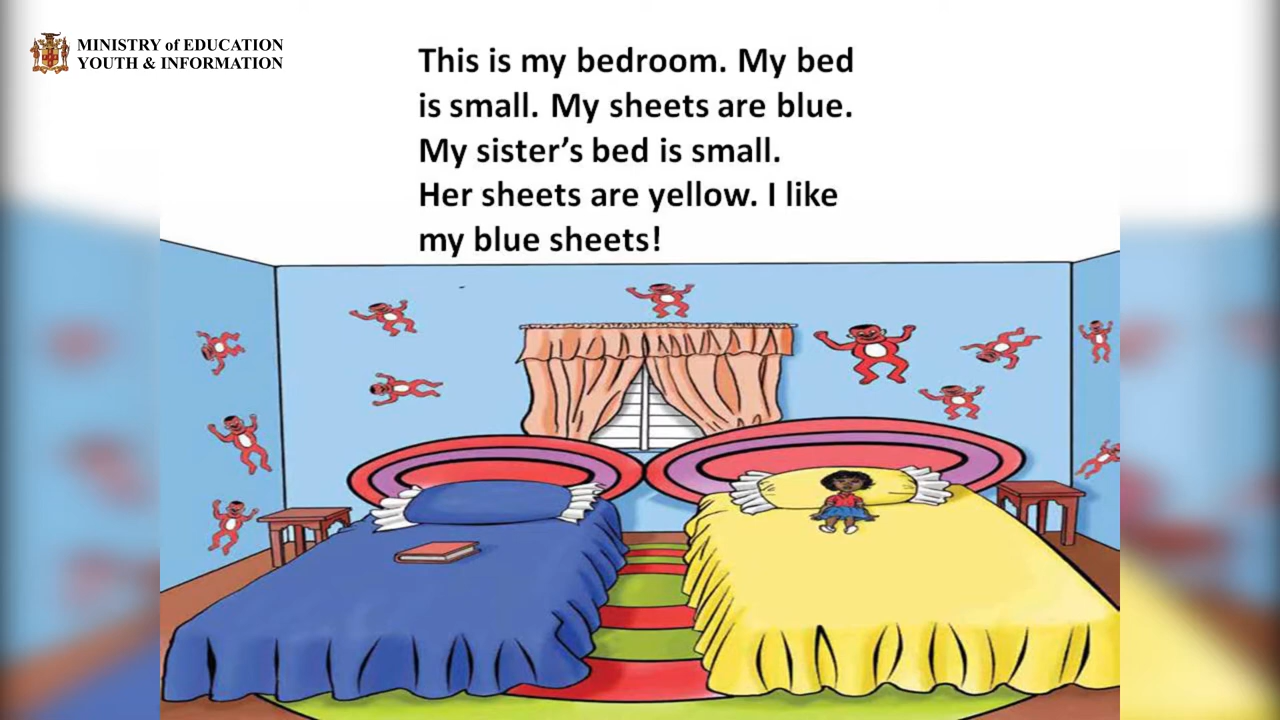 MINISTRY of EDUCATION
YOUTH & INFORMATION
This is my bedroom. My bed
is small. My sheets are blue.
My sister's bed is small.
Her sheets are yellow. I like
my blue sheets!